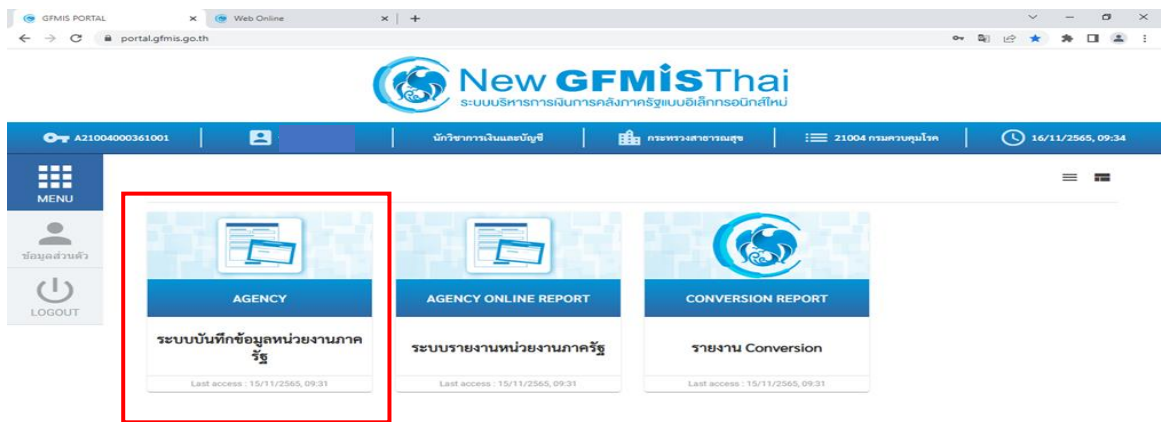 GFMIS PORTAL
Web Online
portal.gfmis.go.th
New GFMISThai
ระบบบริหารการเงินการคลังภาครัฐแบบอิเล็กทรอนิกส์ใหม่
A21004000361001
นักวิชาการเงินและบัญชี
กระทรวงสาธารณสุข
21004 กรมควบคุมโรค
16/11/2565, 09:34
MENU
ข้อมูลส่วนตัว
LOGOUT
AGENCY
ระบบบันทึกข้อมูลหน่วยงานภาค
รัฐ
Last access : 15/11/2565, 09:31
AGENCY ONLINE REPORT
ระบบรายงานหน่วยงานภาครัฐ
Last access : 15/11/2565, 09:31
CONVERSION REPORT
รายงาน Conversion
Last access : 15/11/2565, 09:31